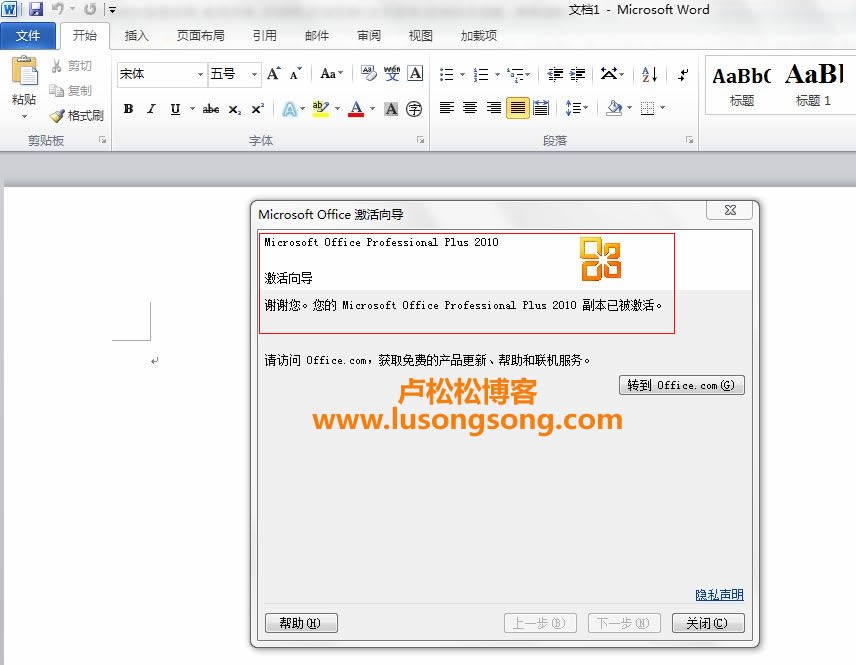 文档1 - Microsoft Word
文件 开始 插入 页面布局 引用 邮件 审阅 视图 加载项
剪切
复制
格式刷
粘贴
剪贴板
宋体 五号
字体
段落
AaBbC AaBl
标题 标题 1
Microsoft Office 激活向导
Microsoft Office Professional Plus 2010
激活向导
谢谢您。您的 Microsoft Office Professional Plus 2010 副本已被激活。
请访问 Office.com，获取免费的产品更新、帮助和联机服务。
转到 Office.com(G)
卢松松博客
www.lusongsong.com
隐私声明
帮助(H) 上一步(B) 下一步(N) 关闭(C)